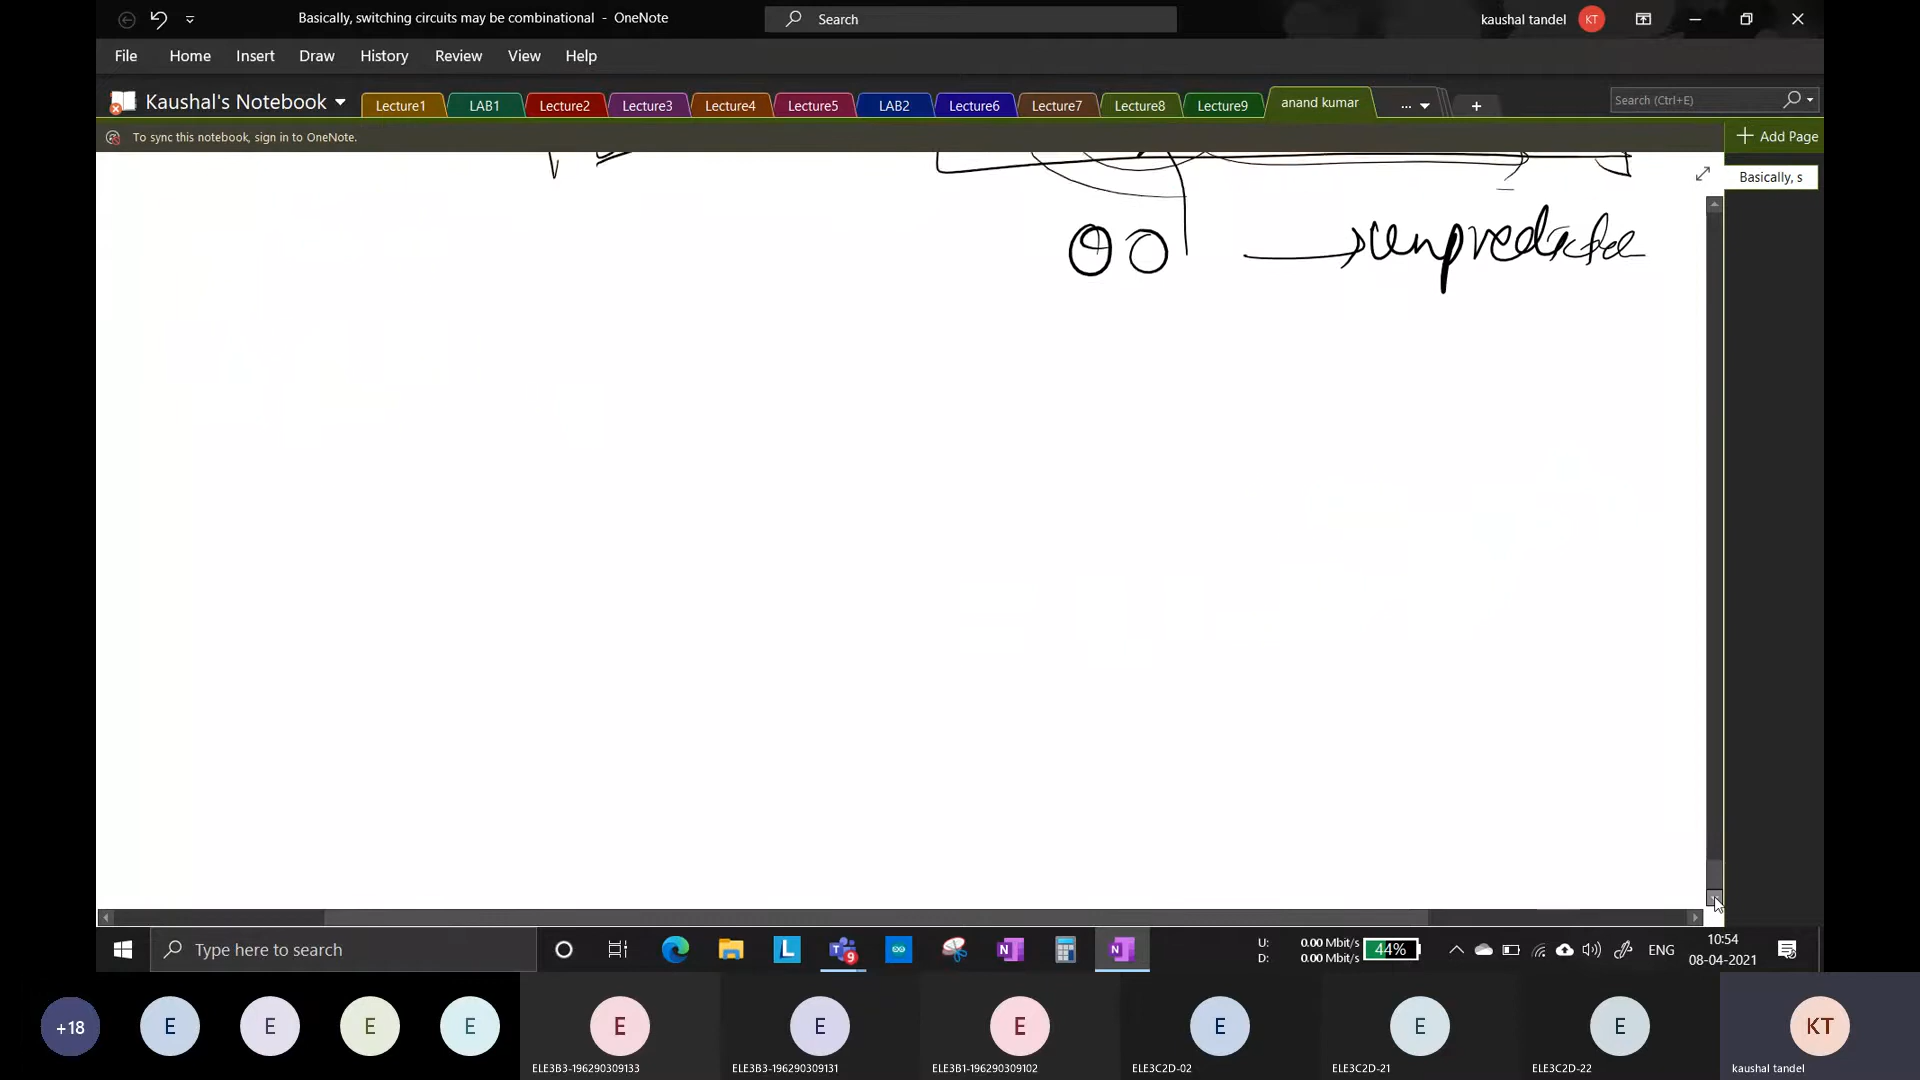 Basically, switching circuits may be combinational - OneNote
Search
kaushal tandel
KT
File
Home
Insert
Draw
History
Review
View
Help
Kaushal's Notebook
Lecture1
LAB1
Lecture2
Lecture3
Lecture4
Lecture5
LAB2
Lecture6
Lecture7
Lecture8
Lecture9
anand kumar
...
Search (Ctrl+E)
To sync this notebook, sign in to OneNote.
Add Page
Basically, s
00
Type here to search
L
9
U: 0.00 Mbit/s
D: 0.00 Mbit/s
44%
ENG
10:54
08-04-2021
+18
E
E
E
E
E
E
E
E
E
E
KT
ELE3B3-196290309133
ELE3B3-196290309131
ELE3B1-196290309102
ELE3C2D-02
ELE3C2D-21
ELE3C2D-22
kaushal tandel